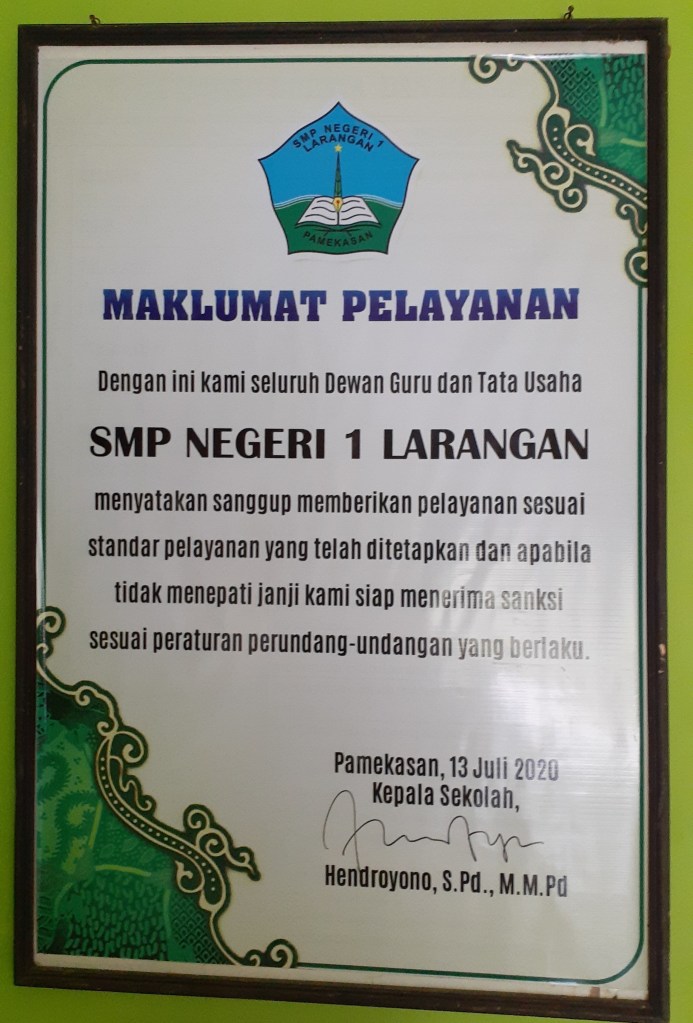 SMP NEGERI 1
LARANGAN
PAMEKASAN
MAKLUMAT PELAYANAN
Dengan ini kami seluruh Dewan Guru dan Tata Usaha
SMP NEGERI 1 LARANGAN
menyatakan sanggup memberikan pelayanan sesuai
standar pelayanan yang telah ditetapkan dan apabila
tidak menepati janji kami siap menerima sanksi
sesuai peraturan perundang-undangan yang berlaku.
Pamekasan, 13 Juli 2020
Kepala Sekolah,
Hendroyono, S.Pd., M.M.Pd